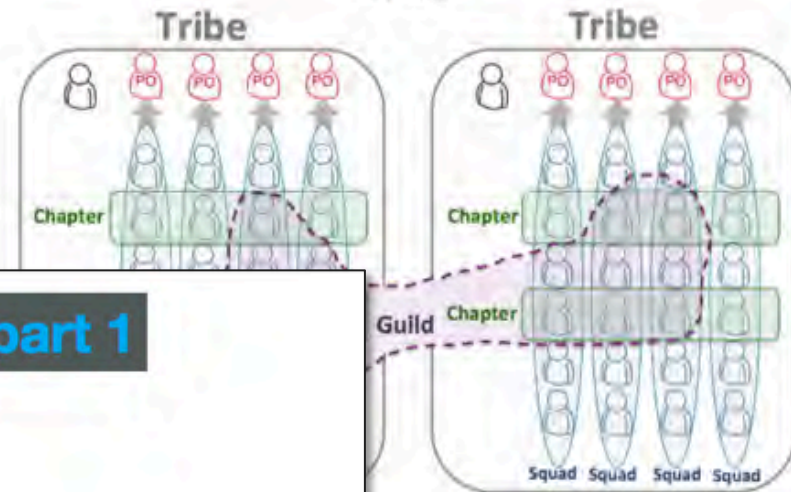 Tribe Tribe
PO PO PO PO PO PO PO PO
Chapter Chapter
part 1
Guild Chapter
Squad Squad Squad Squad